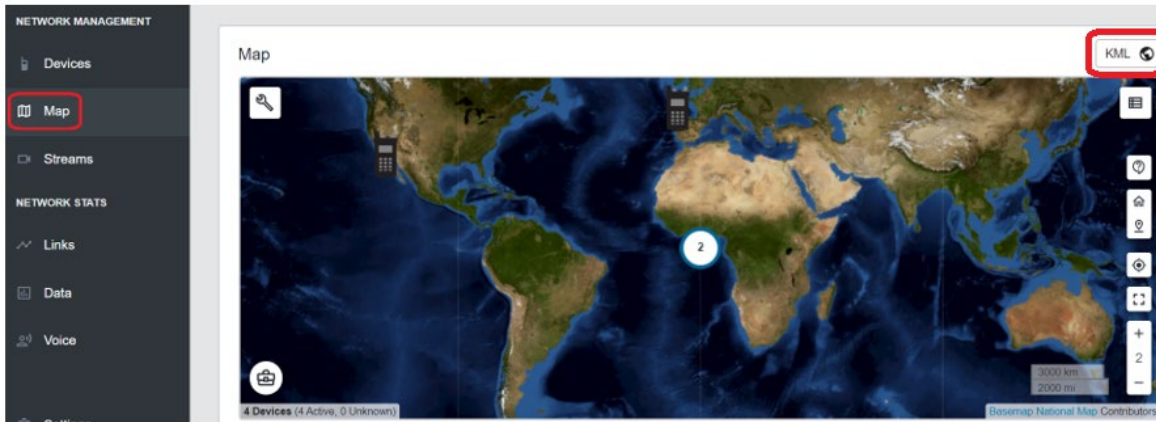 NETWORK MANAGEMENT
Devices
Map
Streams
NETWORK STATS
Links
Data
Voice
Map
KML
2
2
3000 km
2000 mi
4 Devices (4 Active, 0 Unknown)
Basemap National Map Contributors